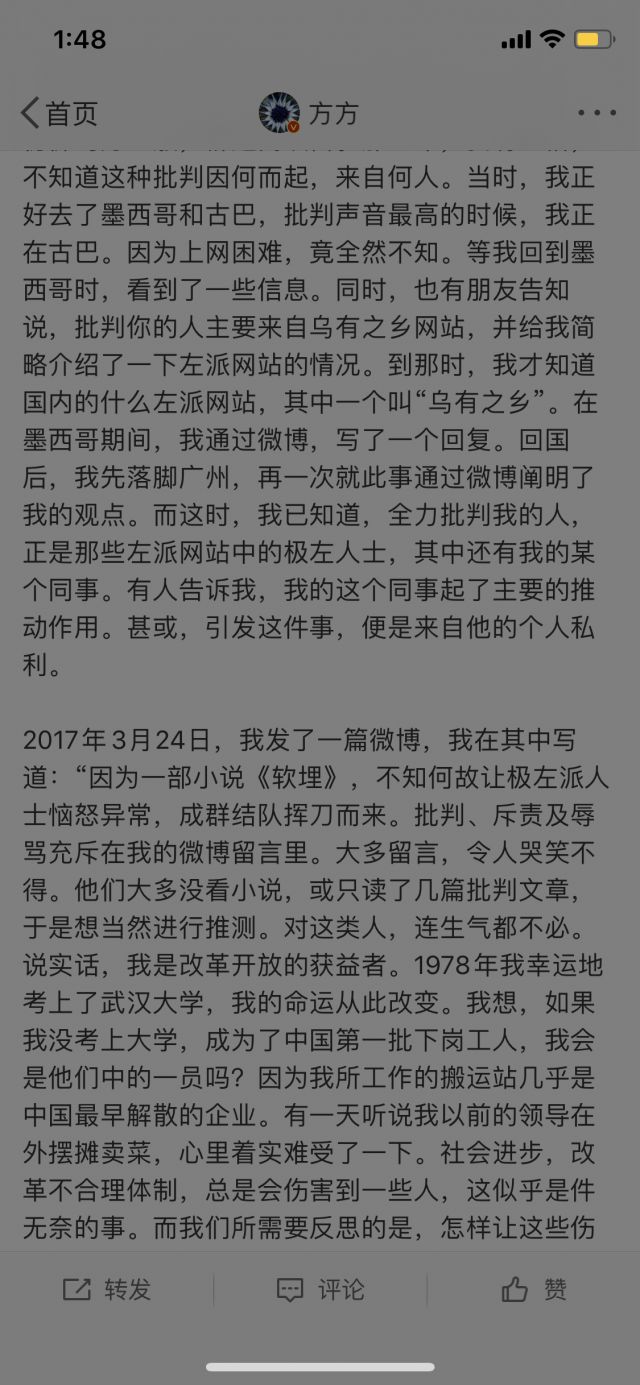 1:48
首页
方方
不知道这种批判因何而起，来自何人。当时，我正
好去了墨西哥和古巴，批判声音最高的时候，我正
在古巴。因为上网困难，竟全然不知。等我回到墨
西哥时，看到了一些信息。同时，也有朋友告知
说，批判你的人主要来自乌有之乡网站，并给我简
略介绍了一下左派网站的情况。到那时，我才知道
国内的什么左派网站，其中一个叫“乌有之乡”。在
墨西哥期间，我通过微博，写了一个回复。回国
后，我先落脚广州，再一次就此事通过微博阐明了
我的观点。而这时，我已知道，全力批判我的人，
正是那些左派网站中的极左人士，其中还有我的某
个同事。有人告诉我，我的这个同事起了主要的推
动作用。甚或，引发这件事，便是来自他的个人私
利。
2017年3月24日，我发了一篇微博，我在其中写
道：“因为一部小说《软埋》，不知何故让极左派人
士恼怒异常，成群结队挥刀而来。批判、斥责及辱
骂充斥在我的微博留言里。大多留言，令人哭笑不
得。他们大多没看小说，或只读了几篇批判文章，
于是想当然进行推测。对这类人，连生气都不必。
说实话，我是改革开放的获益者。1978年我幸运地
考上了武汉大学，我的命运从此改变。我想，如果
我没考上大学，成为了中国第一批下岗工人，我会
是他们中的一员吗？因为我所工作的搬运站几乎是
中国最早解散的企业。有一天听说我以前的领导在
外摆摊卖菜，心里着实难受了一下。社会进步，改
革不合理体制，总是会伤害到一些人，这似乎是件
无奈的事。而我们所需要反思的是，怎样让这些伤
转发
评论
赞